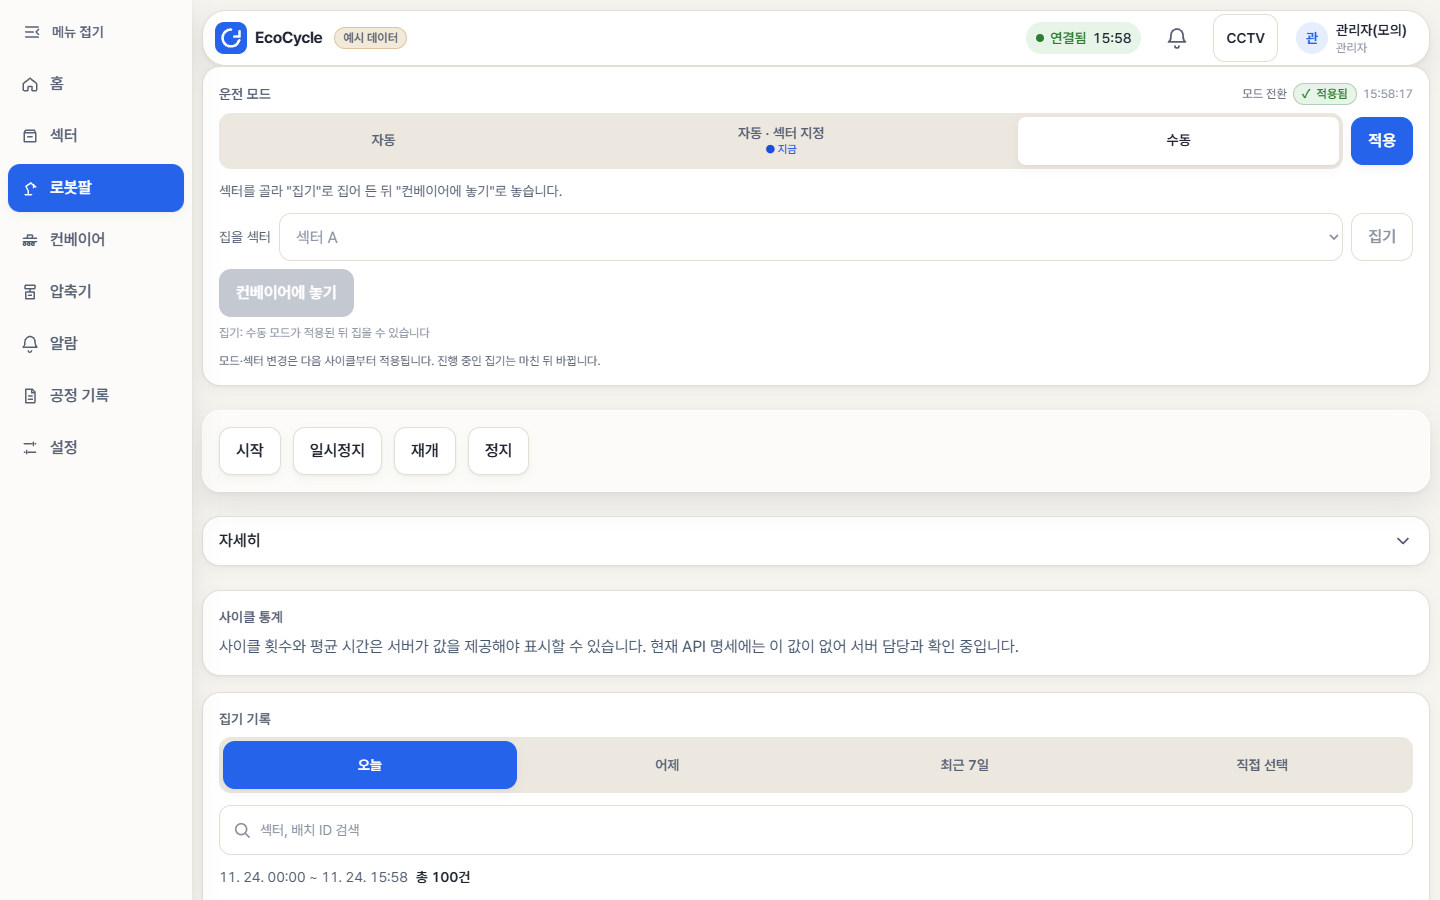 메뉴 접기
홈
섹터
로봇팔
컨베이어
압축기
알람
공정 기록
설정
EcoCycle 예시 데이터
연결됨 15:58
CCTV
관
관리자(모의)
관리자
운전 모드
모드 전환 ✓ 적용됨 15:58:17
자동
자동 · 섹터 지정
지금
수동
적용
섹터를 골라 "집기"로 집어 든 뒤 "컨베이어에 놓기"로 놓습니다.
집을 섹터 섹터 A 집기
컨베이어에 놓기
집기: 수동 모드가 적용된 뒤 집을 수 있습니다
모드·섹터 변경은 다음 사이클부터 적용됩니다. 진행 중인 집기는 마친 뒤 바뀝니다.
시작 일시정지 재개 정지
자세히
사이클 통계
사이클 횟수와 평균 시간은 서버가 값을 제공해야 표시할 수 있습니다. 현재 API 명세에는 이 값이 없어 서버 담당과 확인 중입니다.
집기 기록
오늘 어제 최근 7일 직접 선택
섹터, 배치 ID 검색
11. 24. 00:00 ~ 11. 24. 15:58 총 100건